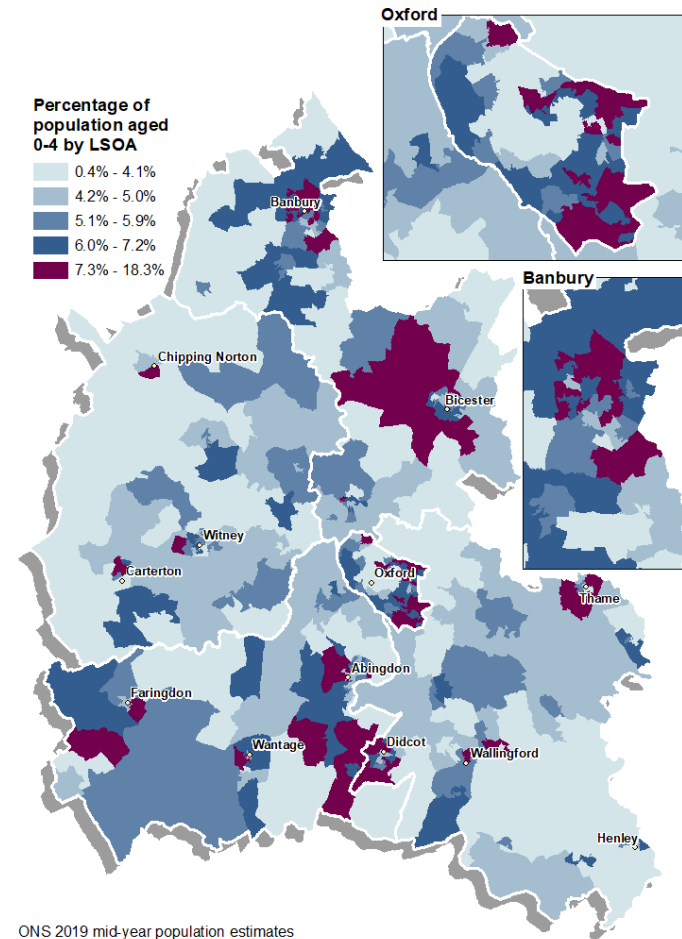 Oxford
Percentage of
population aged
0-4 by LSOA
0.4% - 4.1%
4.2% - 5.0%
5.1% - 5.9%
6.0% - 7.2%
7.3% - 18.3%
Banbury
Banbury
Chipping Norton
Bicester
Witney
Carterton
Oxford
Thame
Abingdon
Faringdon
Wantage
Didcot
Wallingford
Henley
ONS 2019 mid-year population estimates